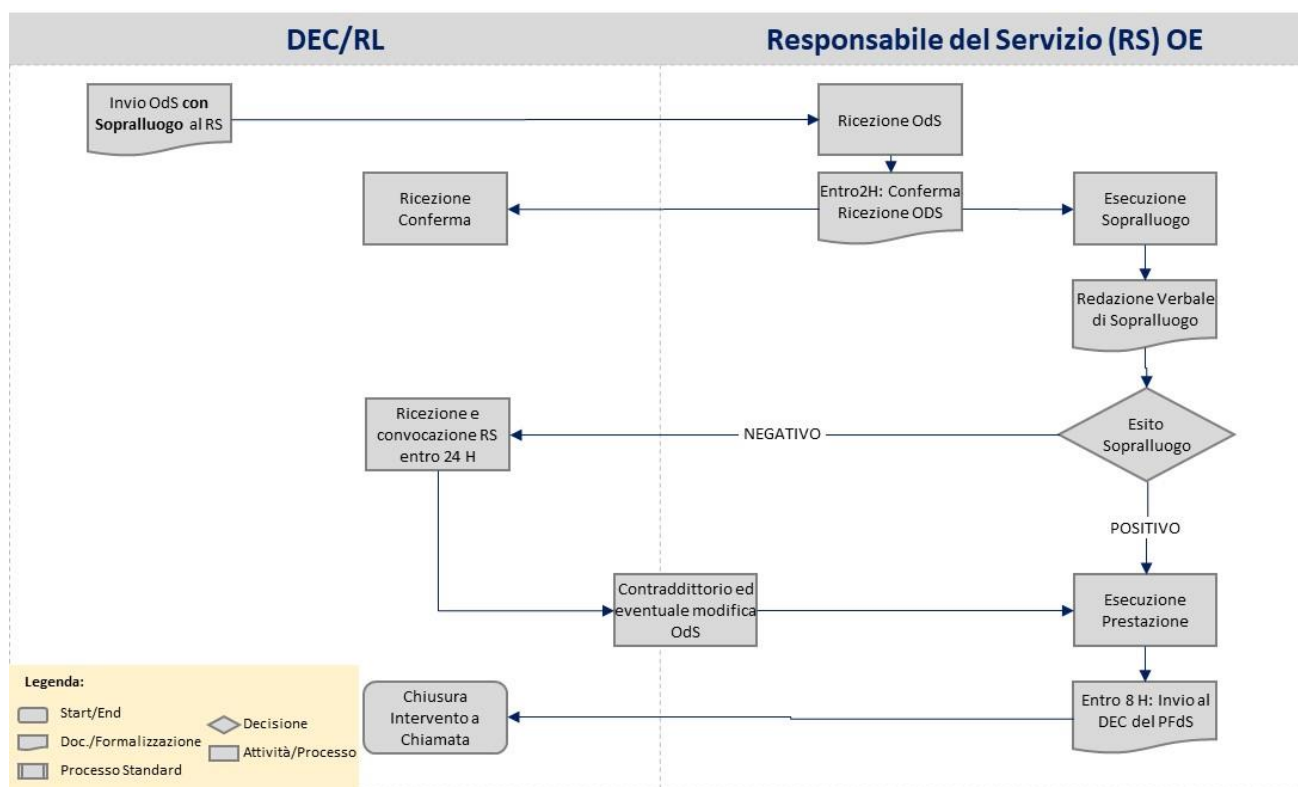 DEC/RL
Responsabile del Servizio (RS) OE
Invio OdS con
Sopralluogo al RS
Ricezione OdS
Ricezione
Conferma
Entro2H: Conferma
Ricezione ODS
Esecuzione
Sopralluogo
Redazione Verbale
di Sopralluogo
Ricezione e
convocazione RS
entro 24 H
NEGATIVO
Esito
Sopralluogo
POSITIVO
Contraddittorio ed
eventuale modifica
OdS
Esecuzione
Prestazione
Chiusura
Intervento a
Chiamata
Entro 8 H: Invio al
DEC del PFdS
Legenda:
Start/End
Decisione
Doc./Formalizzazione
Attività/Processo
Processo Standard